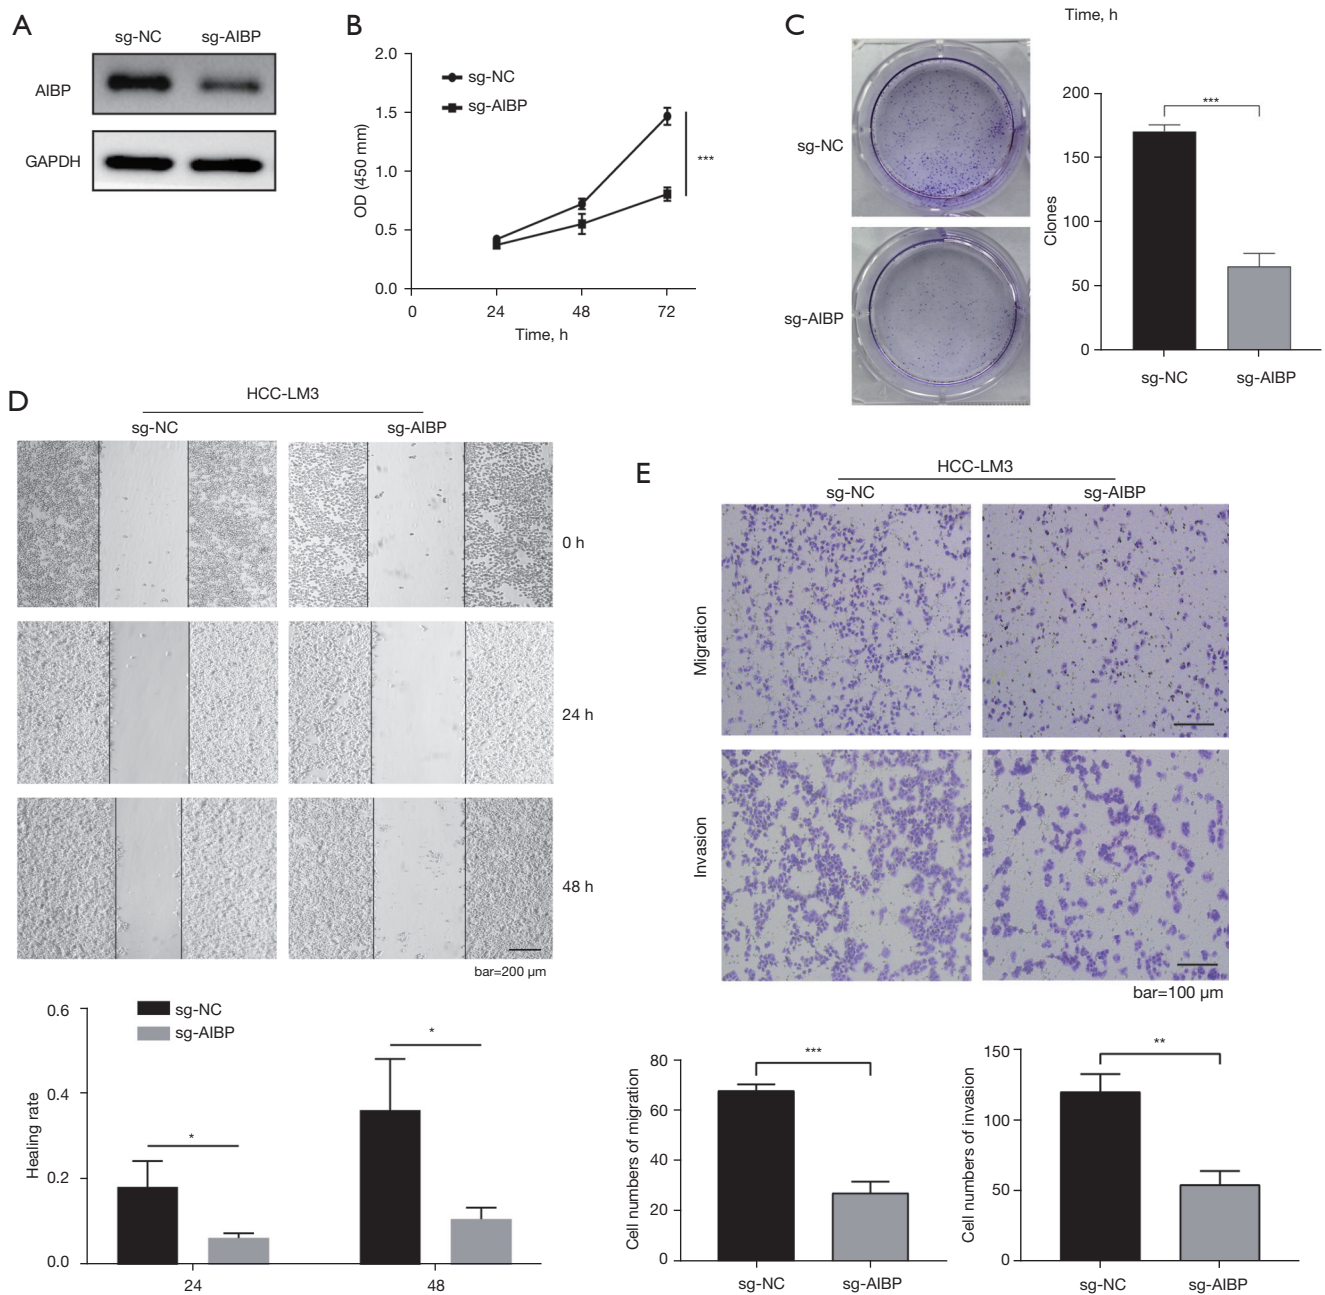 A
sg-NC sg-AIBP
AIBP
GAPDH
B
2.0
1.5
1.0
0.5
0.0
OD (450 mm)
sg-NC
sg-AIBP
***
0 24 48 72
Time, h
C
Time, h
sg-NC
sg-AIBP
200
150
100
50
0
Clones
***
sg-NC sg-AIBP
D
HCC-LM3
sg-NC sg-AIBP
0 h
24 h
48 h
bar=200 μm
0.6
0.4
0.2
0.0
Healing rate
sg-NC
sg-AIBP
*
*
24 48
E
HCC-LM3
sg-NC sg-AIBP
Migration
Invasion
bar=100 μm
80
60
40
20
0
Cell numbers of migration
***
sg-NC sg-AIBP
150
100
50
0
Cell numbers of invasion
**
sg-NC sg-AIBP